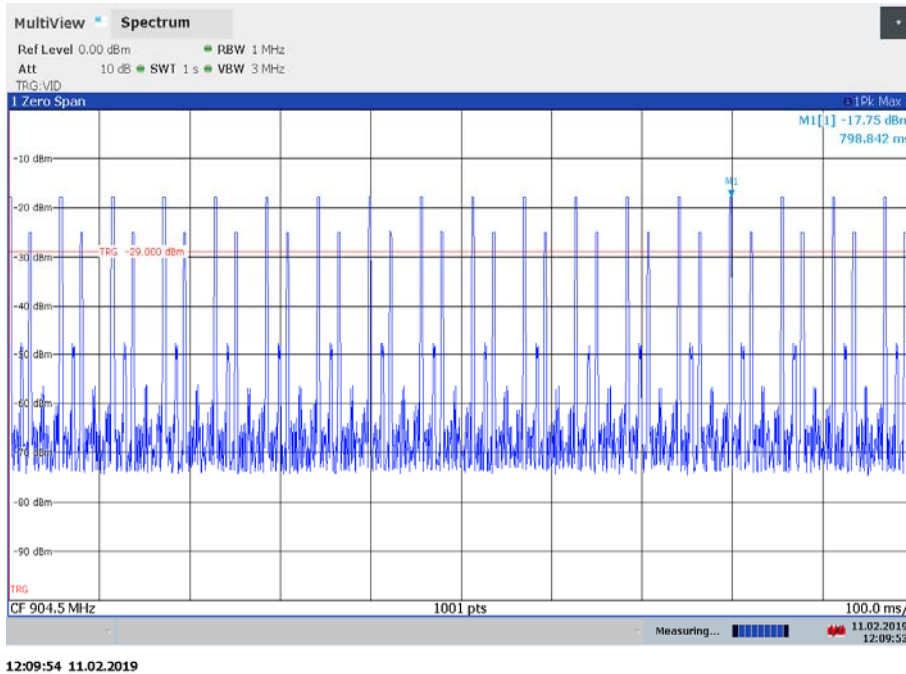 MultiView Spectrum
Ref Level 0.00 dBm RBW 1 MHz
Att 10 dB SWT 1 s VBW 3 MHz
TRG:VID
1 Zero Span 1Pk Max
M1[1] -17.75 dBm
798.842 ms
-10 dBm
M1
-20 dBm
TRG -29.000 dBm
-30 dBm
-40 dBm
-50 dBm
-60 dBm
-70 dBm
-80 dBm
-90 dBm
TRG
CF 904.5 MHz 1001 pts 100.0 ms/
Measuring... 11.02.2019
12:09:53
12:09:54 11.02.2019